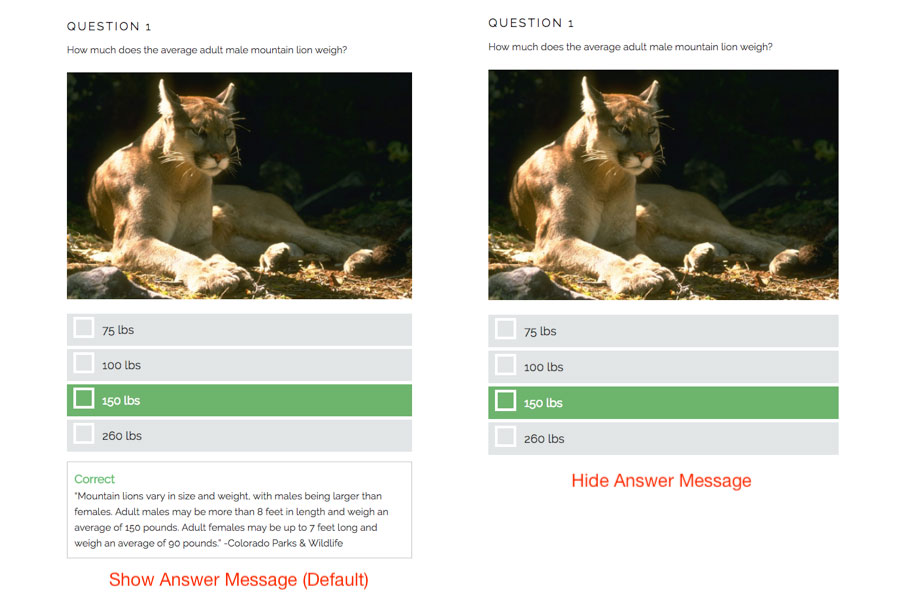 QUESTION 1
How much does the average adult male mountain lion weigh?
75 lbs
100 lbs
150 lbs
260 lbs
Correct
"Mountain lions vary in size and weight, with males being larger than
females. Adult males may be more than 8 feet in length and weigh an
average of 150 pounds. Adult females may be up to 7 feet long and
weigh an average of 90 pounds." -Colorado Parks & Wildlife
Show Answer Message (Default)
QUESTION 1
How much does the average adult male mountain lion weigh?
75 lbs
100 lbs
150 lbs
260 lbs
Hide Answer Message